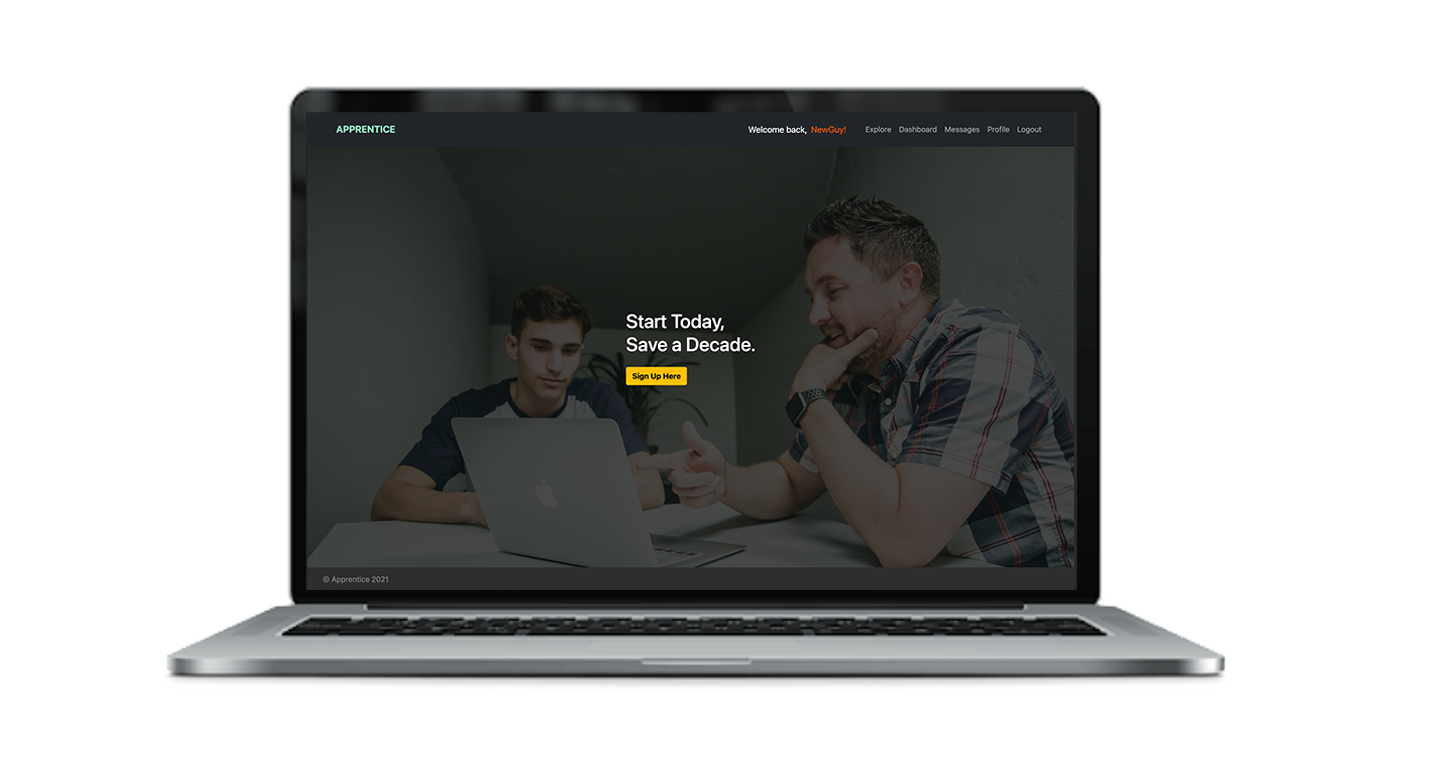 APPRENTICE
Welcome back, NewGuy! Explore Dashboard Messages Profile Logout
Start Today,
Save a Decade.
Sign Up Here
© Apprentice 2021